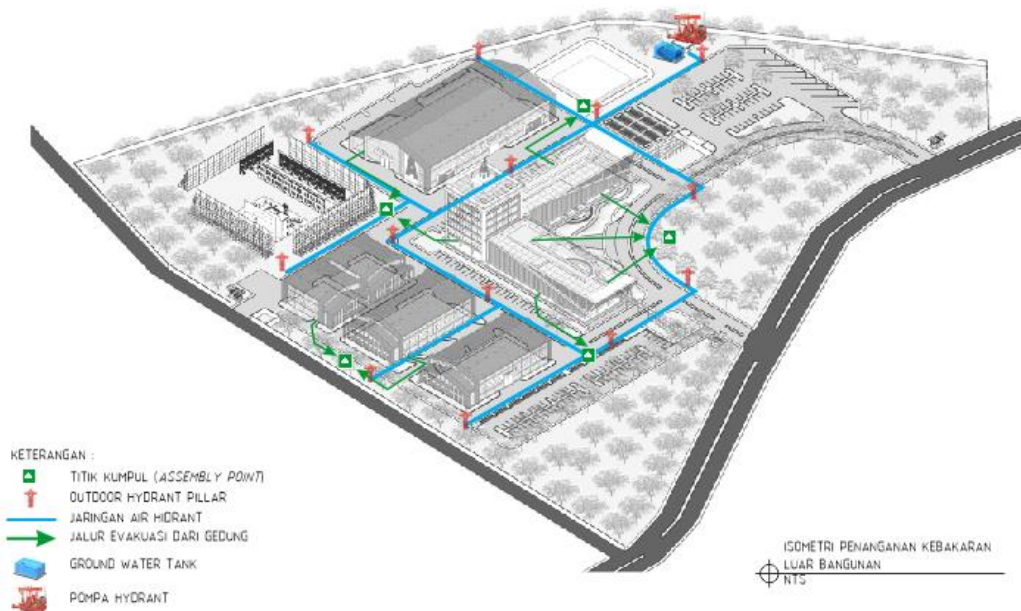 KETERANGAN :
TITIK KUMPUL (ASSEMBLY POINT)
OUTDOOR HYDRANT PILLAR
JARINGAN AIR HIDRANT
JALUR EVAKUASI DARI GEDUNG
GROUND WATER TANK
POMPA HYDRANT
ISOMETRI PENANGANAN KEBAKARAN
LUAR BANGUNAN
NTS